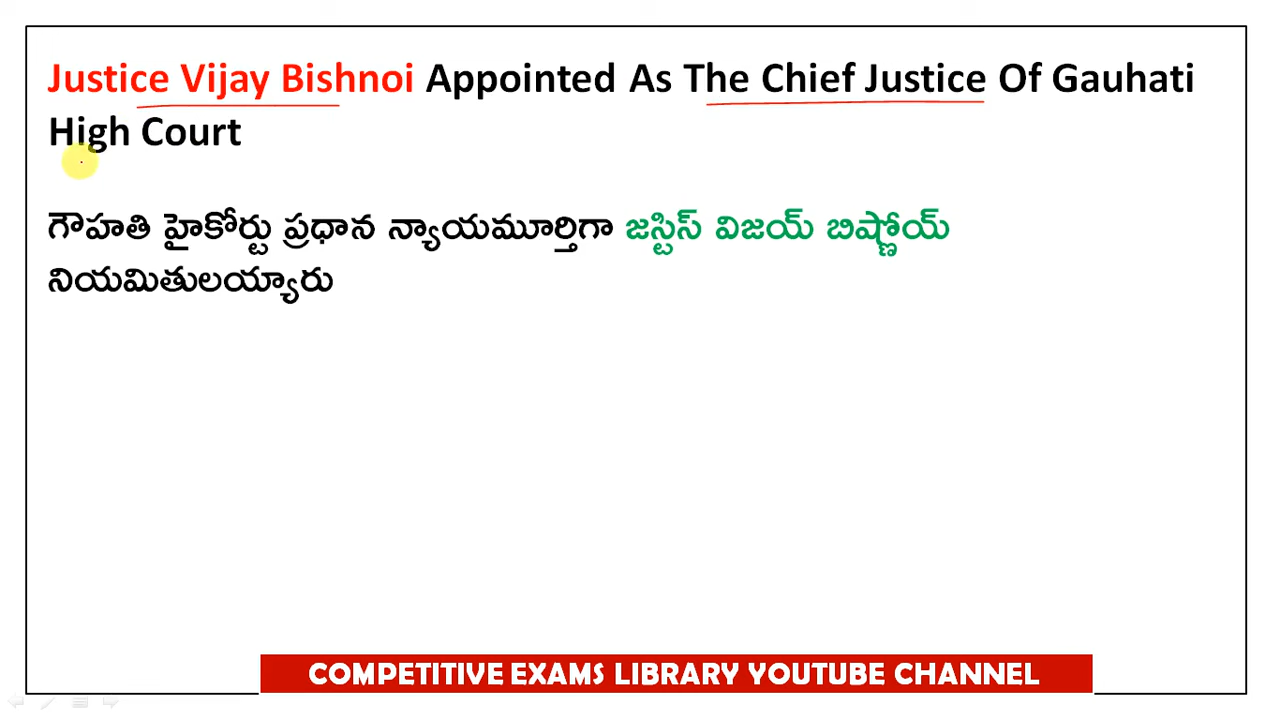 Justice Vijay Bishnoi Appointed As The Chief Justice Of Gauhati
High Court
గౌహతి హైకోర్టు ప్రధాన న్యాయమూర్తిగా జస్టిస్ విజయ్ బిష్ణోయ్
నియమితులయ్యారు
COMPETITIVE EXAMS LIBRARY YOUTUBE CHANNEL